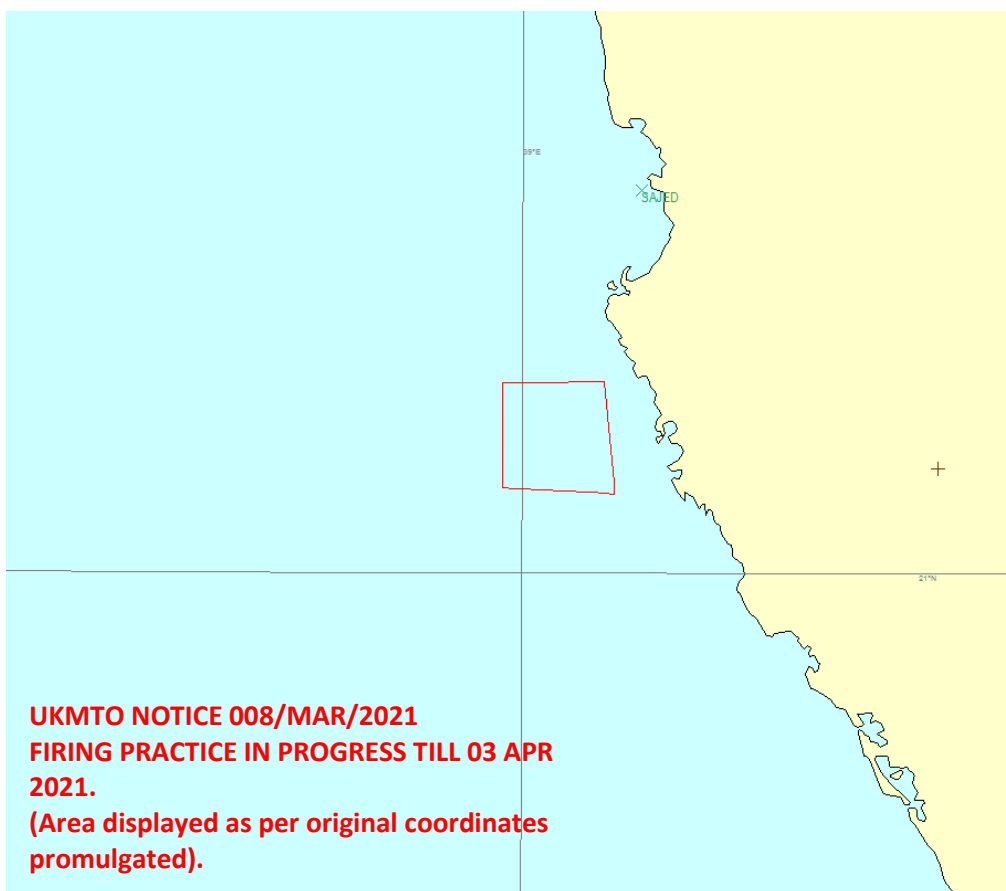 39°E
SAJED
21°N
UKMTO NOTICE 008/MAR/2021
FIRING PRACTICE IN PROGRESS TILL 03 APR
2021.
(Area displayed as per original coordinates
promulgated).